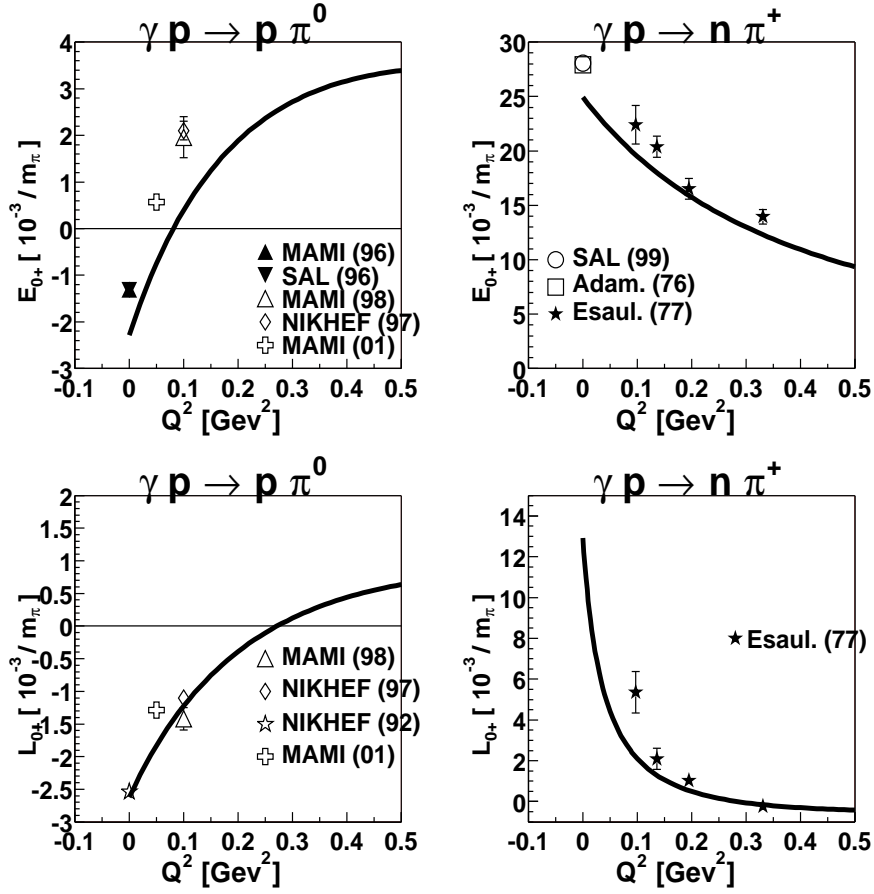 γ p → p π⁰
4
3
2
1
0
-1
-2
-3
E₀₊ [ 10⁻³ / m_π ]
MAMI (96)
SAL (96)
MAMI (98)
NIKHEF (97)
MAMI (01)
-0.1 0 0.1 0.2 0.3 0.4 0.5
Q² [Gev²]
γ p → n π⁺
30
25
20
15
10
5
0
E₀₊ [ 10⁻³ / m_π ]
SAL (99)
Adam. (76)
Esaul. (77)
-0.1 0 0.1 0.2 0.3 0.4 0.5
Q² [Gev²]
γ p → p π⁰
2
1.5
1
0.5
0
-0.5
-1
-1.5
-2
-2.5
-3
L₀₊ [ 10⁻³ / m_π ]
MAMI (98)
NIKHEF (97)
NIKHEF (92)
MAMI (01)
-0.1 0 0.1 0.2 0.3 0.4 0.5
Q² [Gev²]
γ p → n π⁺
14
12
10
8
6
4
2
0
L₀₊ [ 10⁻³ / m_π ]
Esaul. (77)
-0.1 0 0.1 0.2 0.3 0.4 0.5
Q² [Gev²]